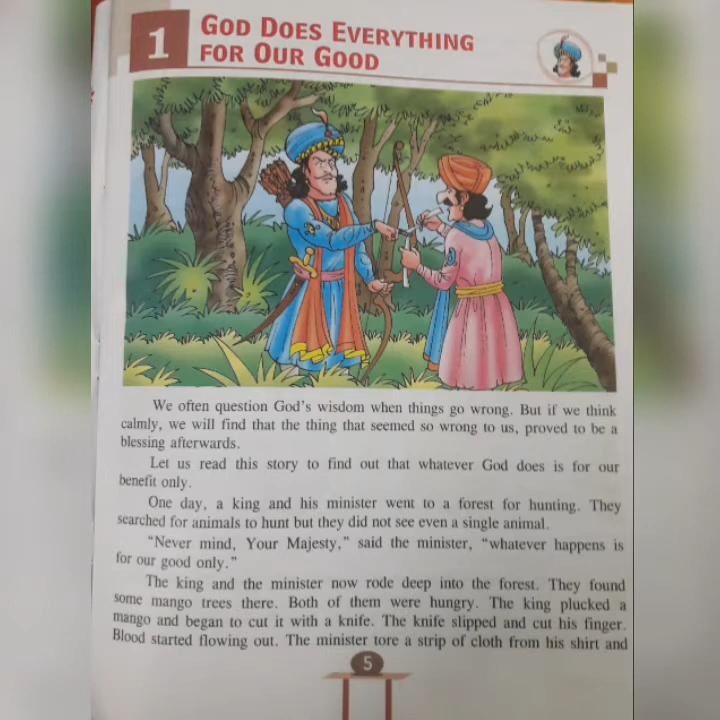 1
GOD DOES EVERYTHING
FOR OUR GOOD
We often question God's wisdom when things go wrong. But if we think
calmly, we will find that the thing that seemed so wrong to us, proved to be a
blessing afterwards.
Let us read this story to find out that whatever God does is for our
benefit only.
One day, a king and his minister went to a forest for hunting. They
searched for animals to hunt but they did not see even a single animal.
"Never mind, Your Majesty," said the minister, "whatever happens is
for our good only."
The king and the minister now rode deep into the forest. They found
some mango trees there. Both of them were hungry. The king plucked a
mango and began to cut it with a knife. The knife slipped and cut his finger.
Blood started flowing out. The minister tore a strip of cloth from his shirt and
5